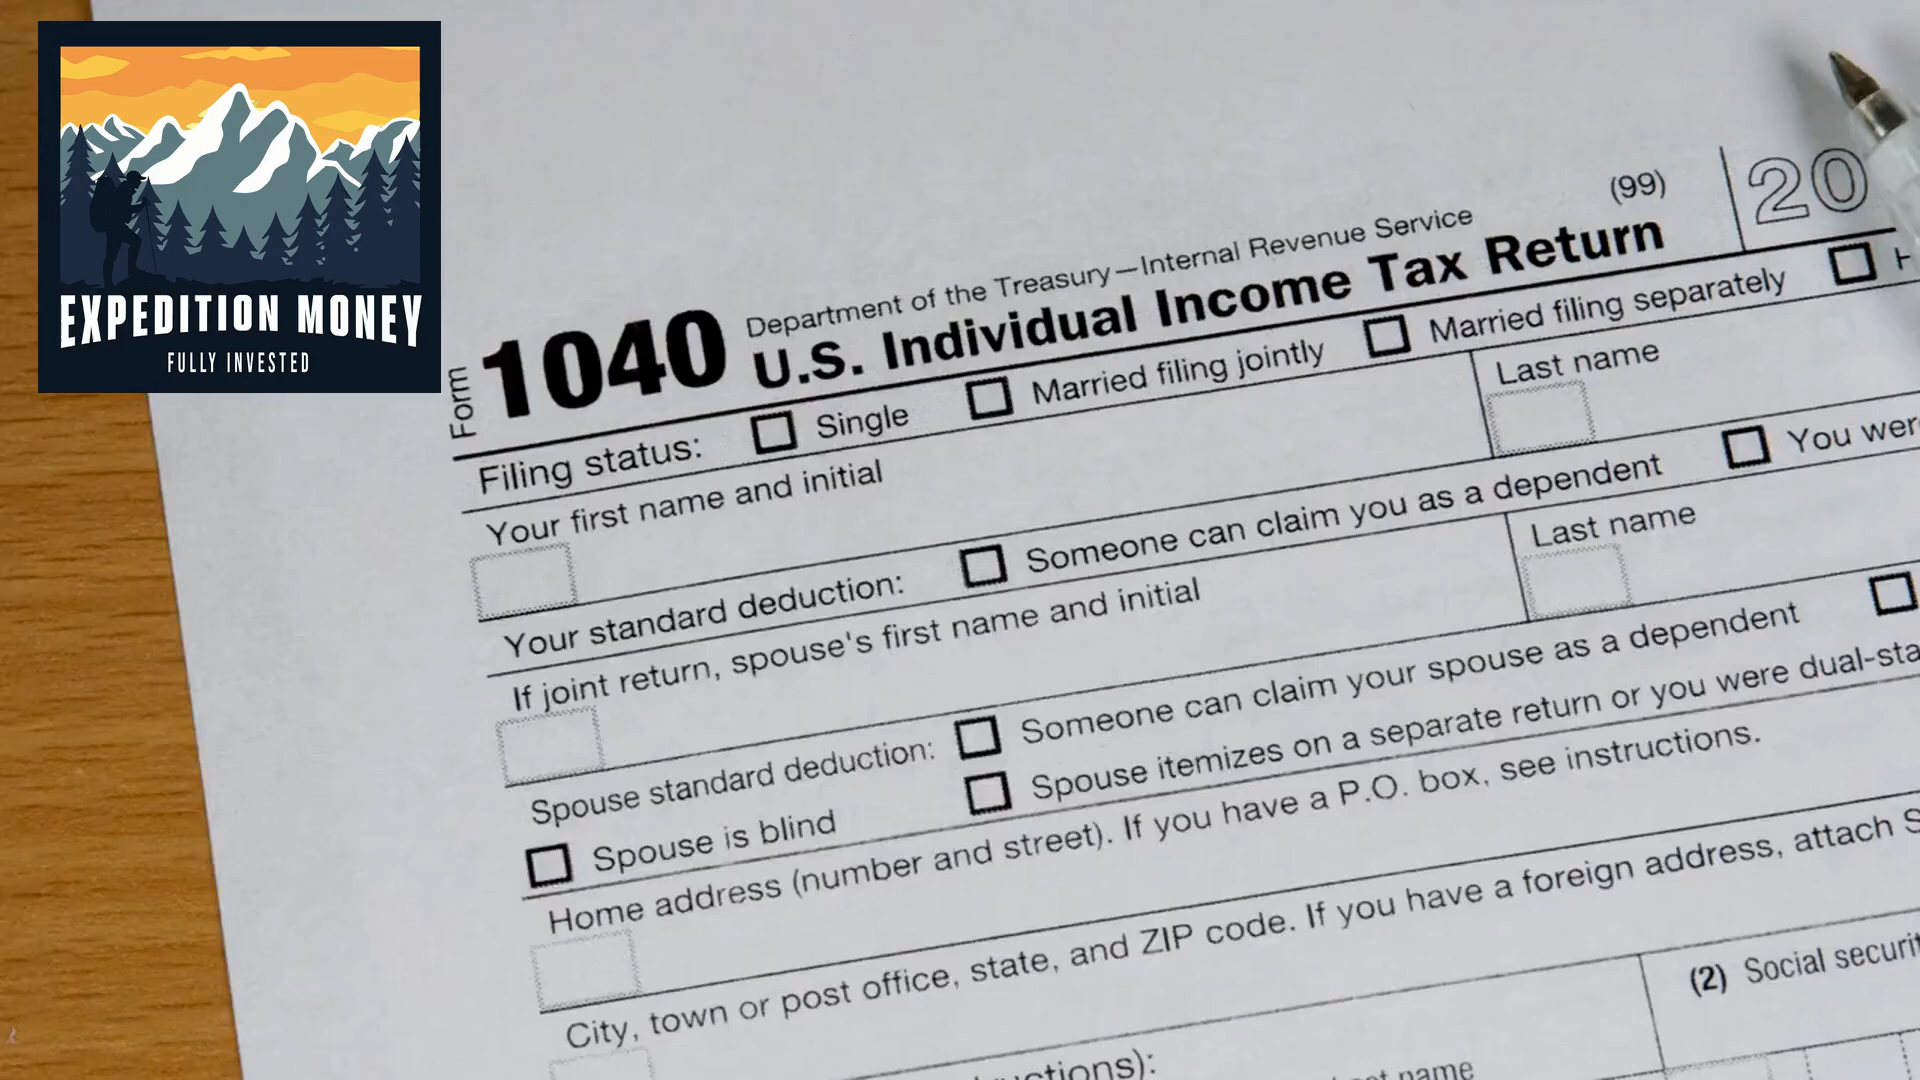 EXPEDITION MONEY
FULLY INVESTED
Form 1040 Department of the Treasury—Internal Revenue Service (99)
U.S. Individual Income Tax Return
20
Filing status: Single Married filing jointly Married filing separately
Your first name and initial
Last name
Your standard deduction: Someone can claim you as a dependent You
If joint return, spouse's first name and initial
Last name
Spouse standard deduction: Someone can claim your spouse as a dependent
Spouse is blind Spouse itemizes on a separate return or you were
Home address (number and street). If you have a P.O. box, see instructions.
City, town or post office, state, and ZIP code. If you have a foreign address, attach
(2) Social
name